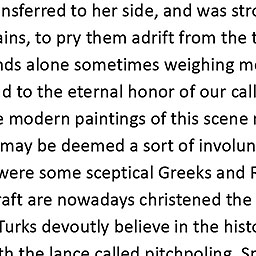 nsferred to her side, and was stro
ains, to pry them adrift from the t
nds alone sometimes weighing m
d to the eternal honor of our call
e modern paintings of this scene
may be deemed a sort of involun
were some sceptical Greeks and
raft are nowadays christened the
Turks devoutly believe in the histo
th the lance called pitchpoling. Sp